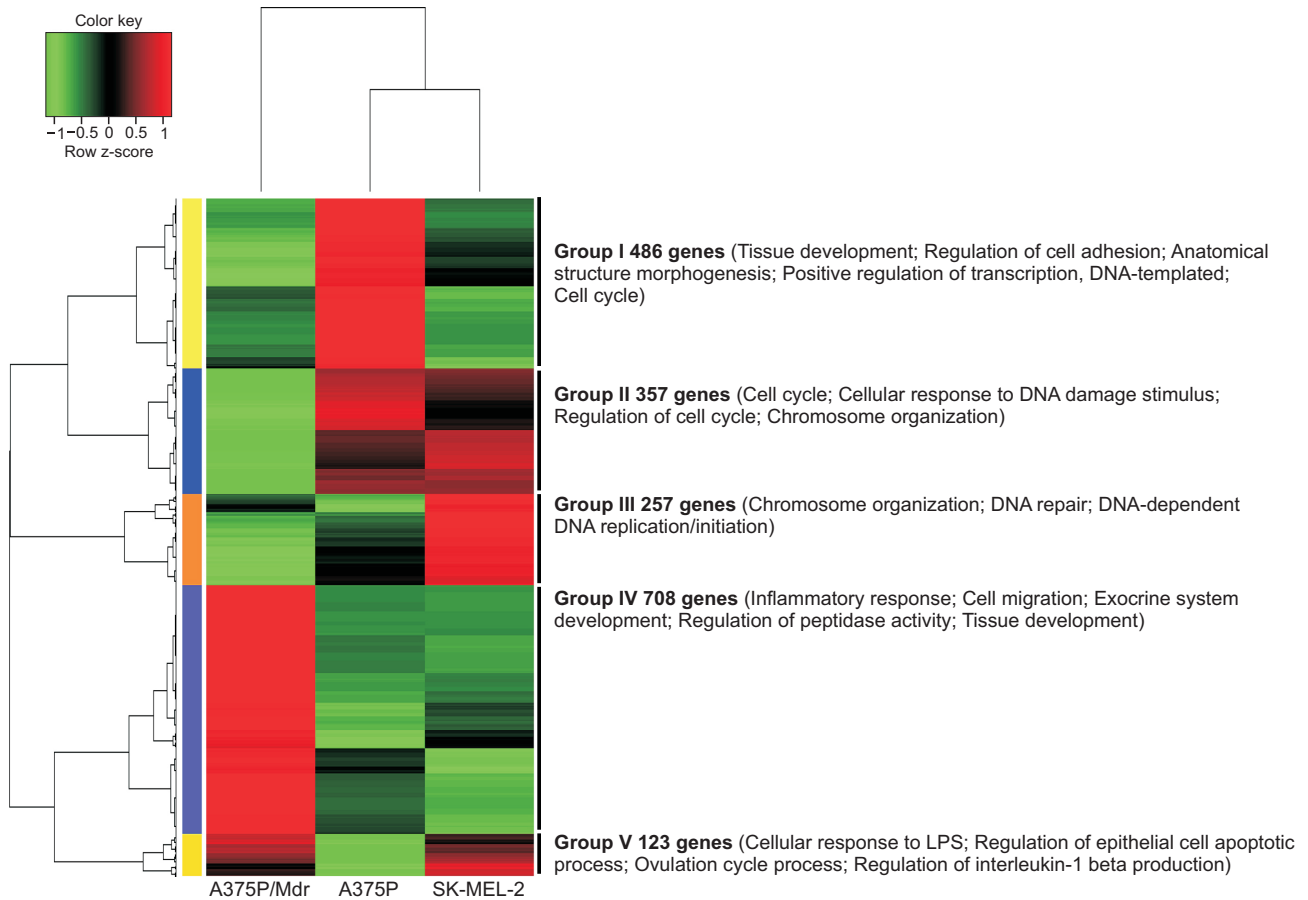 Color key
−1 −0.5 0 0.5 1
Row z-score
Group I 486 genes (Tissue development; Regulation of cell adhesion; Anatomical
structure morphogenesis; Positive regulation of transcription, DNA-templated;
Cell cycle)
Group II 357 genes (Cell cycle; Cellular response to DNA damage stimulus;
Regulation of cell cycle; Chromosome organization)
Group III 257 genes (Chromosome organization; DNA repair; DNA-dependent
DNA replication/initiation)
Group IV 708 genes (Inflammatory response; Cell migration; Exocrine system
development; Regulation of peptidase activity; Tissue development)
Group V 123 genes (Cellular response to LPS; Regulation of epithelial cell apoptotic
process; Ovulation cycle process; Regulation of interleukin-1 beta production)
A375P/Mdr A375P SK-MEL-2